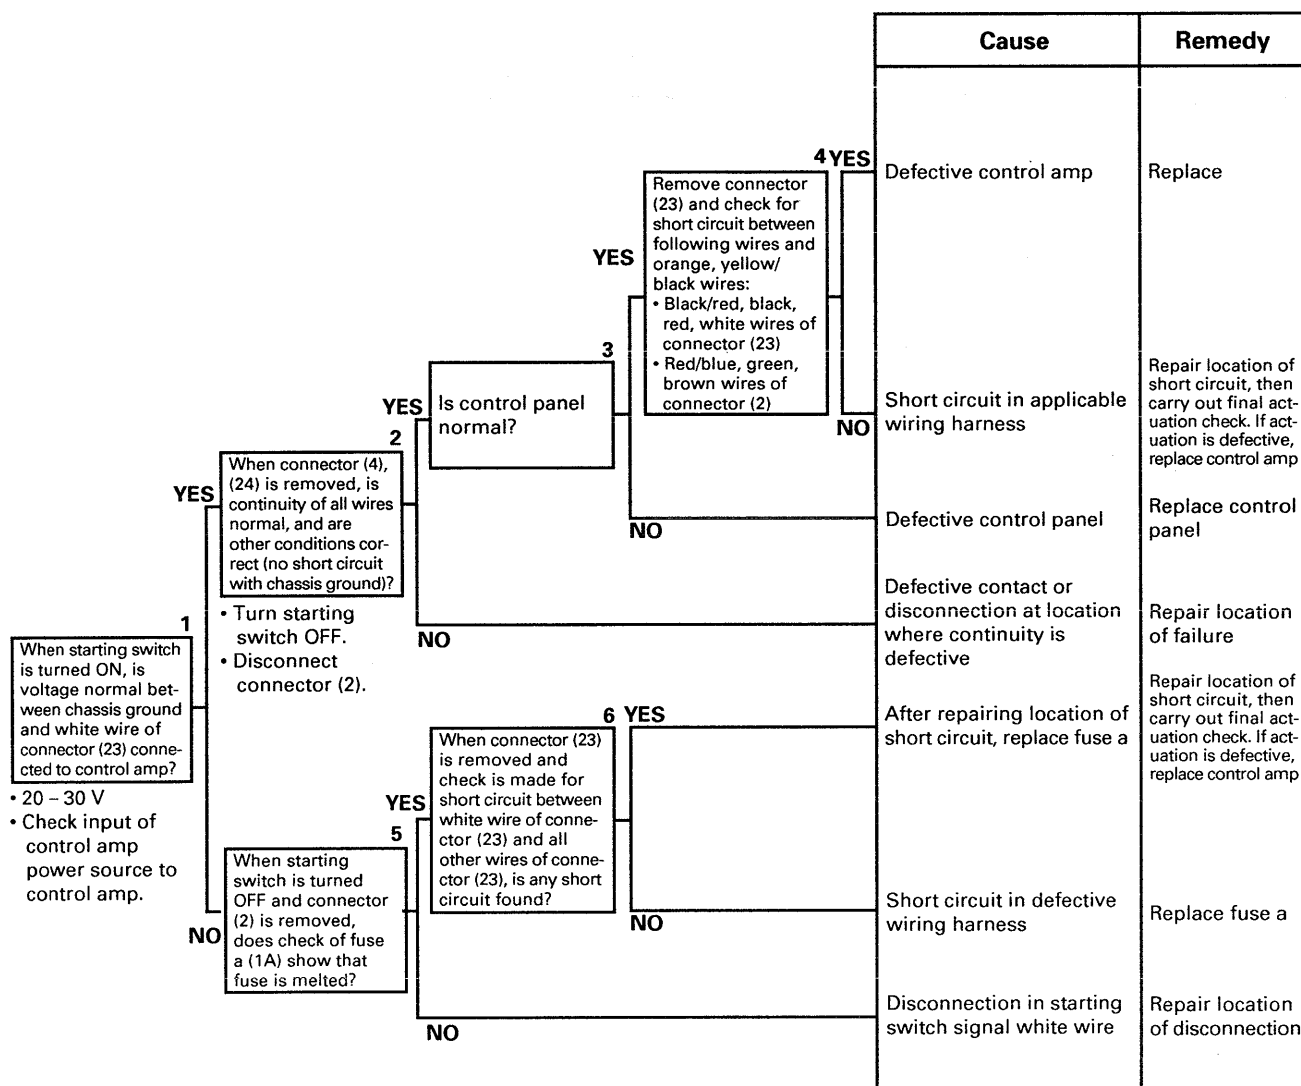 Cause
Remedy
4 YES
Defective control amp
Replace
Remove connector
(23) and check for
short circuit between
following wires and
orange, yellow/
black wires:
• Black/red, black,
red, white wires of
connector (23)
• Red/blue, green,
brown wires of
connector (2)
YES
NO
Short circuit in applicable
wiring harness
Repair location of
short circuit, then
carry out final act-
uation check. If act-
uation is defective,
replace control amp
3
Is control panel
normal?
YES
NO
Defective control panel
Replace control
panel
2
When connector (4),
(24) is removed, is
continuity of all wires
normal, and are
other conditions cor-
rect (no short circuit
with chassis ground)?
YES
• Turn starting
switch OFF.
• Disconnect
connector (2).
NO
Defective contact or
disconnection at location
where continuity is
defective
Repair location
of failure
1
When starting switch
is turned ON, is
voltage normal bet-
ween chassis ground
and white wire of
connector (23) conne-
cted to control amp?
• 20 – 30 V
• Check input of
control amp
power source to
control amp.
6 YES
After repairing location of
short circuit, replace fuse a
Repair location of
short circuit, then
carry out final act-
uation check. If act-
uation is defective,
replace control amp
When connector (23)
is removed and
check is made for
short circuit between
white wire of conne-
ctor (23) and all
other wires of conne-
ctor (23), is any short
circuit found?
YES
NO
Short circuit in defective
wiring harness
Replace fuse a
5
When starting
switch is turned
OFF and connector
(2) is removed,
does check of fuse
a (1A) show that
fuse is melted?
NO
NO
Disconnection in starting
switch signal white wire
Repair location
of disconnection